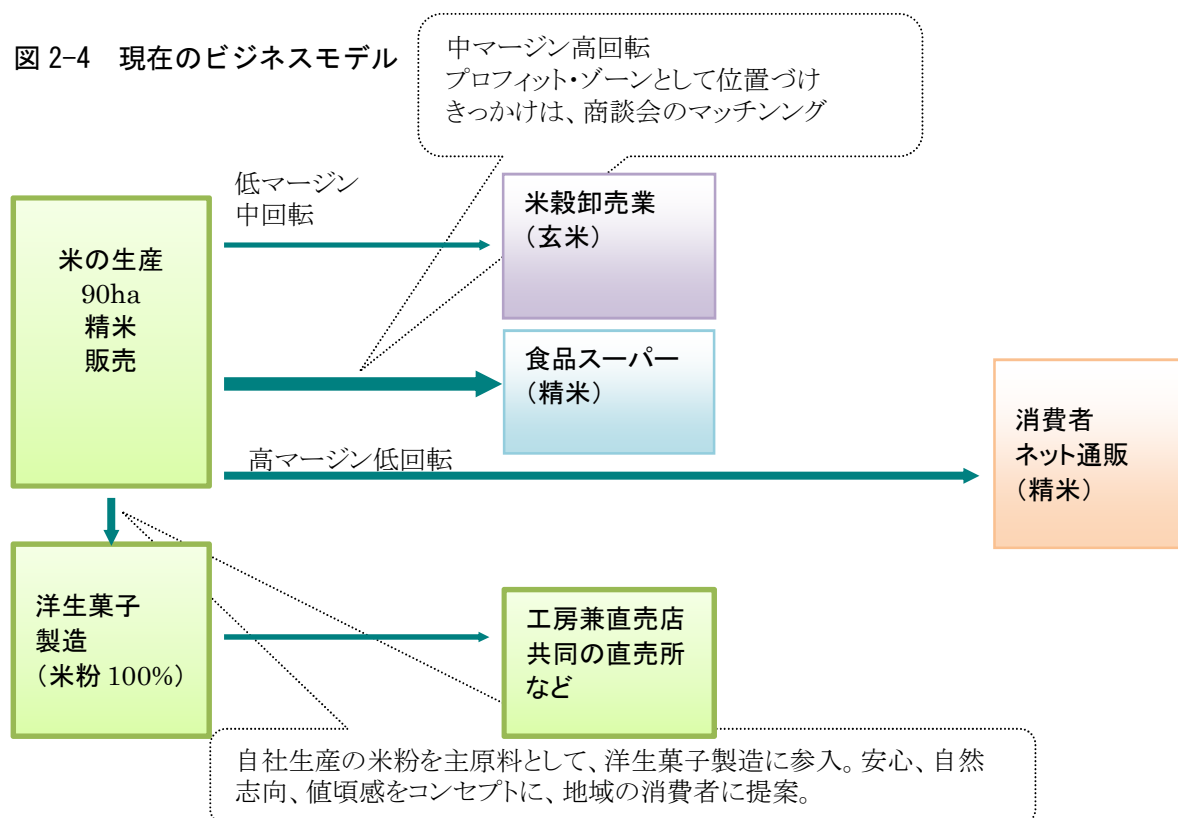 図 2-4　現在のビジネスモデル
中マージン高回転
プロフィット・ゾーンとして位置づけ
きっかけは、商談会のマッチンング
低マージン
中回転
米の生産
90ha
精米
販売
米穀卸売業
（玄米）
食品スーパー
（精米）
高マージン低回転
消費者
ネット通販
（精米）
洋生菓子
製造
（米粉 100%）
工房兼直売店
共同の直売所
など
自社生産の米粉を主原料として、洋生菓子製造に参入。安心、自然
志向、値頃感をコンセプトに、地域の消費者に提案。